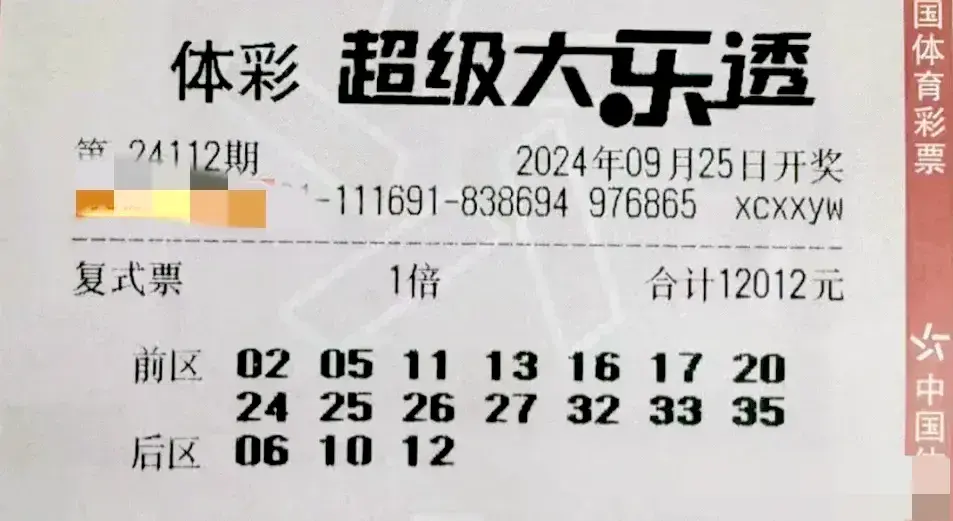 体彩 超级大乐透
第 24112期 2024年09月25日开奖
-111691-838694 976865 xcxxyw
复式票 1倍 合计12012元
前区 02 05 11 13 16 17 20
24 25 26 27 32 33 35
后区 06 10 12
国体育彩票
中国体